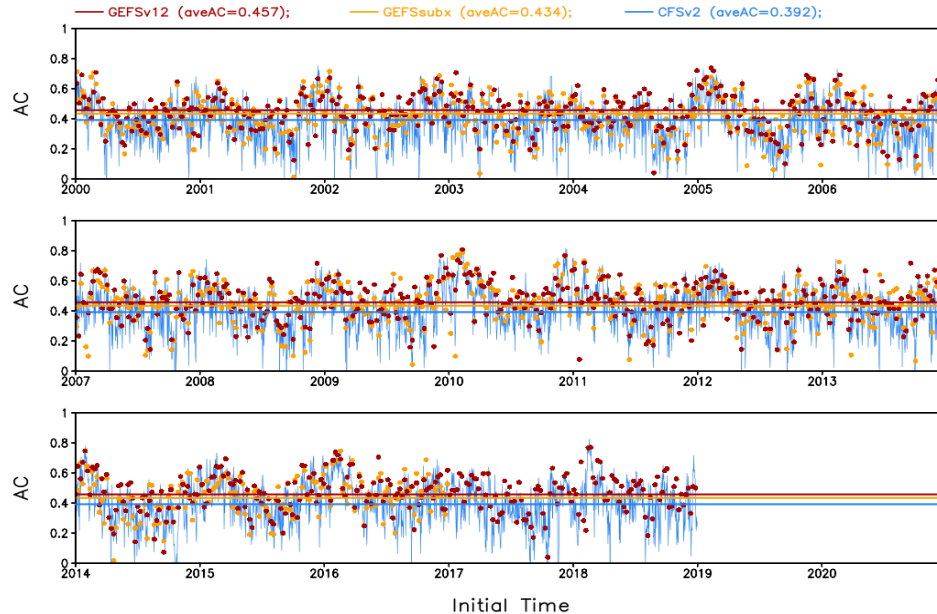 GEFSv12 (aveAC=0.457); GEFSsubx (aveAC=0.434); CFSv2 (aveAC=0.392);
1
0.8
0.6
0.4
0.2
0
AC
2000 2001 2002 2003 2004 2005 2006
1
0.8
0.6
0.4
0.2
0
AC
2007 2008 2009 2010 2011 2012 2013
1
0.8
0.6
0.4
0.2
0
AC
2014 2015 2016 2017 2018 2019 2020
Initial Time